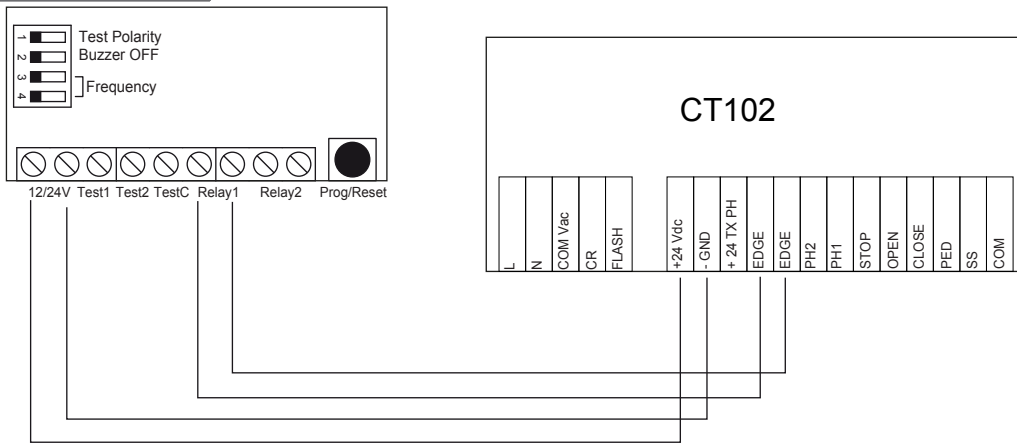 1 Test Polarity
2 Buzzer OFF
3
4
Frequency
12/24V Test1 Test2 TestC Relay1 Relay2 Prog/Reset
CT102
L
N
COM Vac
CR
FLASH
+24 Vdc
- GND
+ 24 TX PH
EDGE
EDGE
PH2
PH1
STOP
OPEN
CLOSE
PED
SS
COM